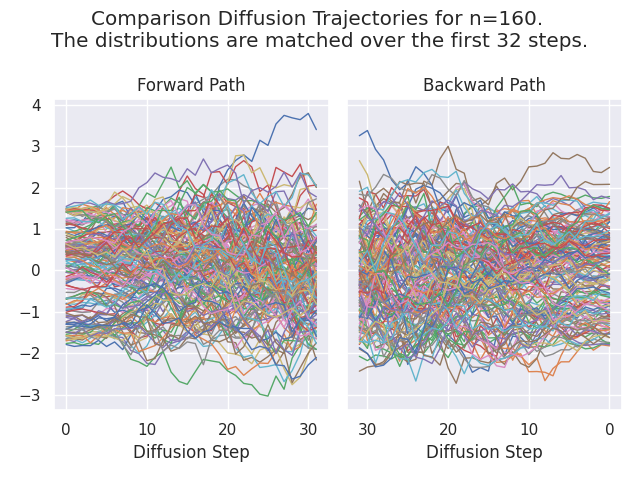 Comparison Diffusion Trajectories for n=160.
The distributions are matched over the first 32 steps.
Forward Path
Backward Path
4
3
2
1
0
−1
−2
−3
0 10 20 30
30 20 10 0
Diffusion Step
Diffusion Step